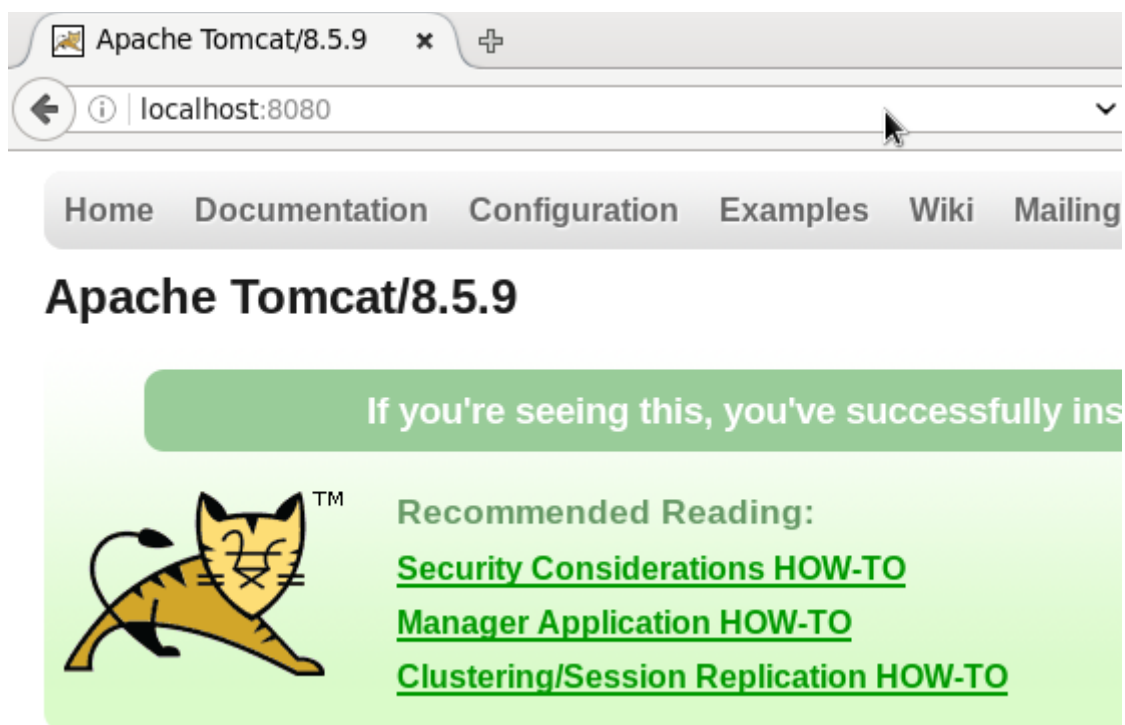 Apache Tomcat/8.5.9
localhost:8080
Home Documentation Configuration Examples Wiki Mailing
Apache Tomcat/8.5.9
If you're seeing this, you've successfully ins
TM
Recommended Reading:
Security Considerations HOW-TO
Manager Application HOW-TO
Clustering/Session Replication HOW-TO